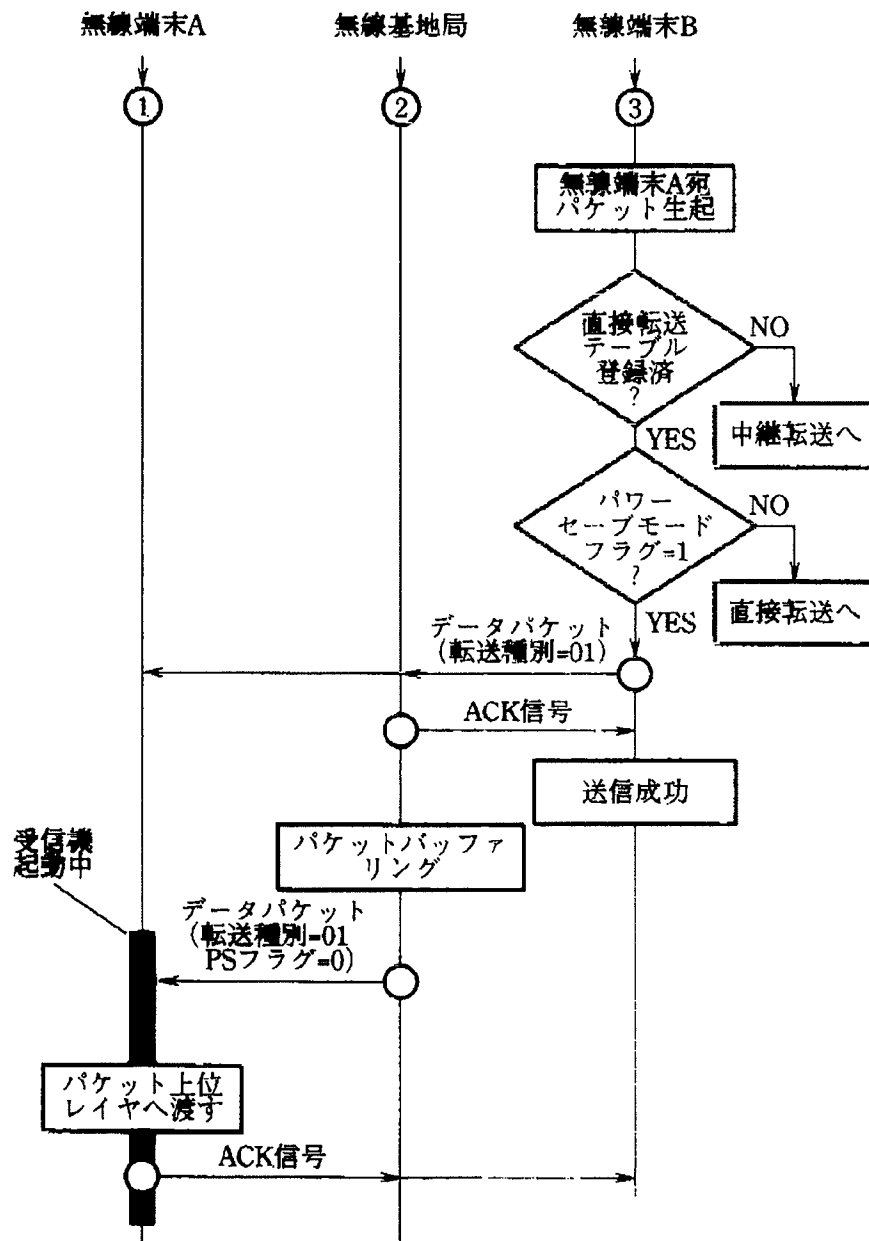 無線端末A
無線基地局
無線端末B
1
2
3
無線端末A宛
パケット生起
直接転送
テーブル
登録済
?
NO
中継転送へ
YES
パワー
セーブモード
フラグ=1
?
NO
直接転送へ
YES
データパケット
(転送種別=01)
ACK信号
送信成功
パケットバッファ
リング
受信機
起動中
データパケット
(転送種別=01
PSフラグ=0)
パケット上位
レイヤへ渡す
ACK信号